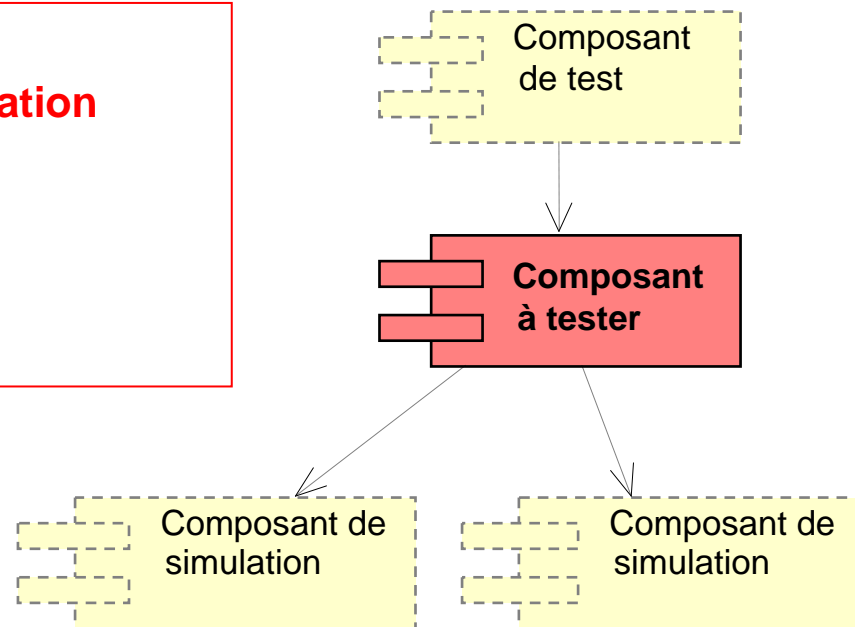 ation
Composant
de test
Composant
à tester
Composant de
simulation
Composant de
simulation